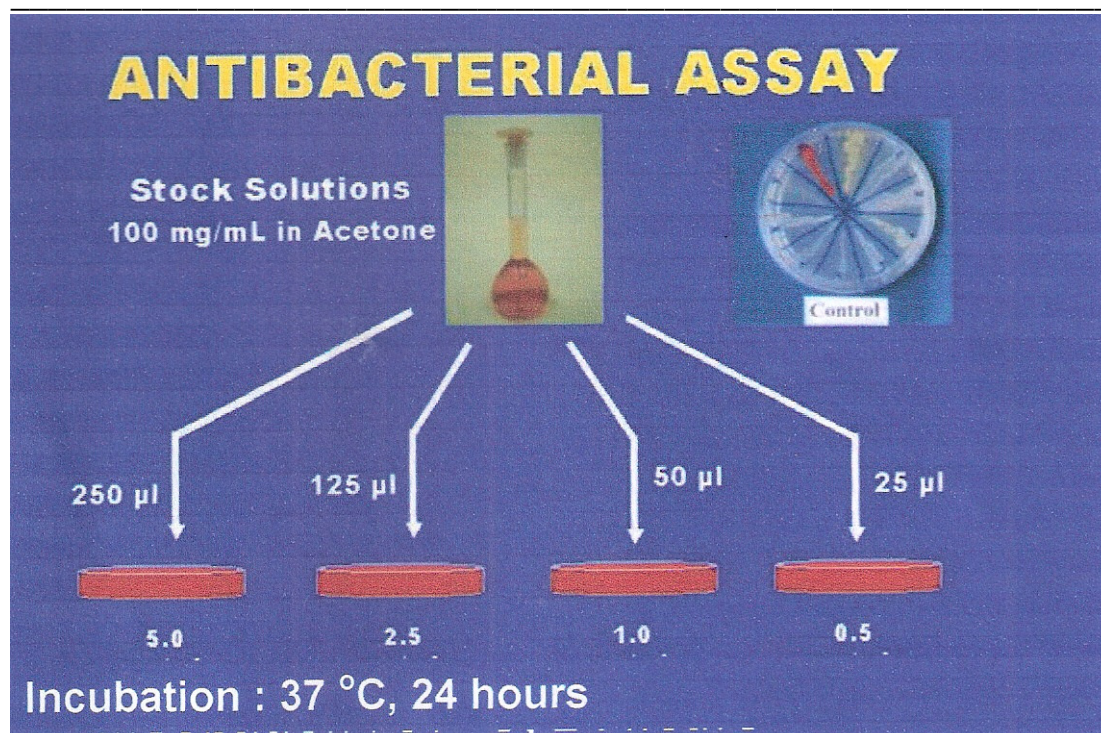 ANTIBACTERIAL ASSAY
Stock Solutions
100 mg/mL in Acetone
Control
250 µl
125 µl
50 µl
25 µl
5.0
2.5
1.0
0.5
Incubation : 37 °C, 24 hours